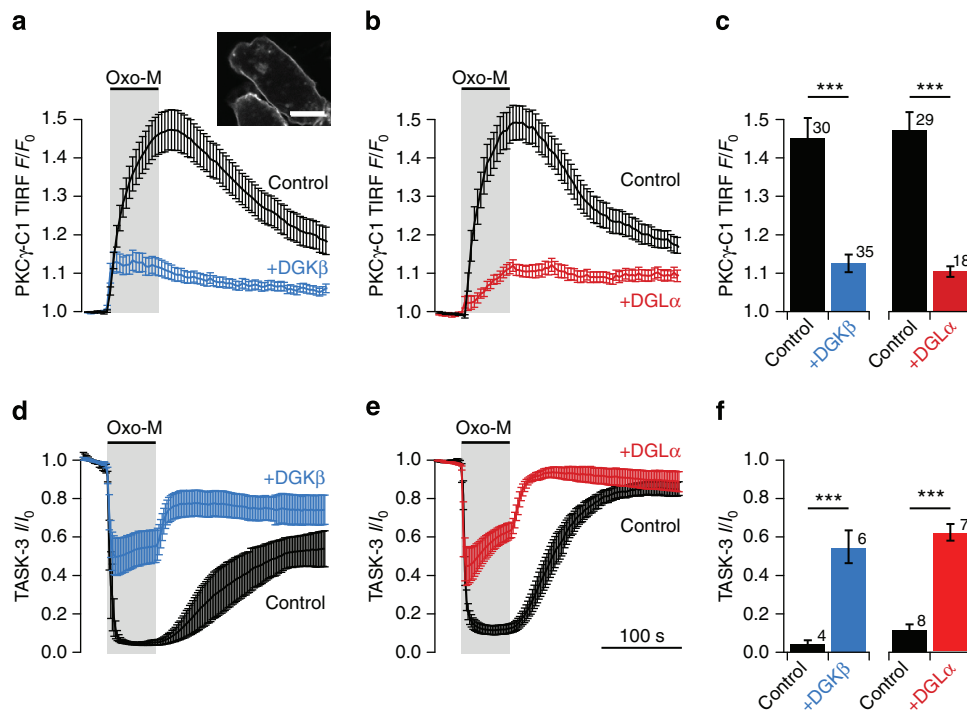 a
Oxo-M
PKCγ-C1 TIRF F/F0
1.5
1.4
1.3
1.2
1.1
1.0
Control
+DGKβ
b
Oxo-M
PKCγ-C1 TIRF F/F0
1.5
1.4
1.3
1.2
1.1
1.0
Control
+DGLα
c
PKCγ-C1 TIRF F/F0
1.5
1.4
1.3
1.2
1.1
1.0
***
***
30
35
29
18
Control
+DGKβ
Control
+DGLα
d
Oxo-M
TASK-3 I/I0
1.0
0.8
0.6
0.4
0.2
0.0
+DGKβ
Control
e
Oxo-M
TASK-3 I/I0
1.0
0.8
0.6
0.4
0.2
0.0
+DGLα
Control
100 s
f
TASK-3 I/I0
1.0
0.8
0.6
0.4
0.2
0.0
***
***
4
6
8
7
Control
+DGKβ
Control
+DGLα